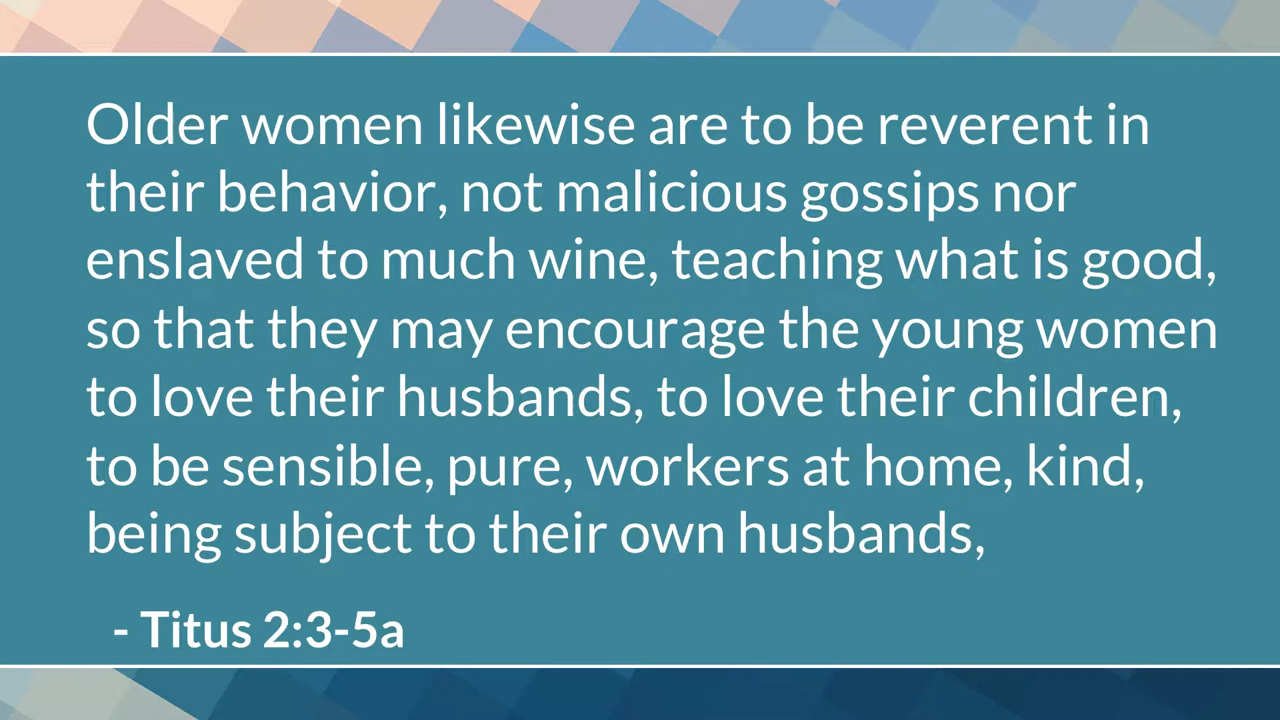 Older women likewise are to be reverent in
their behavior, not malicious gossips nor
enslaved to much wine, teaching what is good,
so that they may encourage the young women
to love their husbands, to love their children,
to be sensible, pure, workers at home, kind,
being subject to their own husbands,
- Titus 2:3-5a